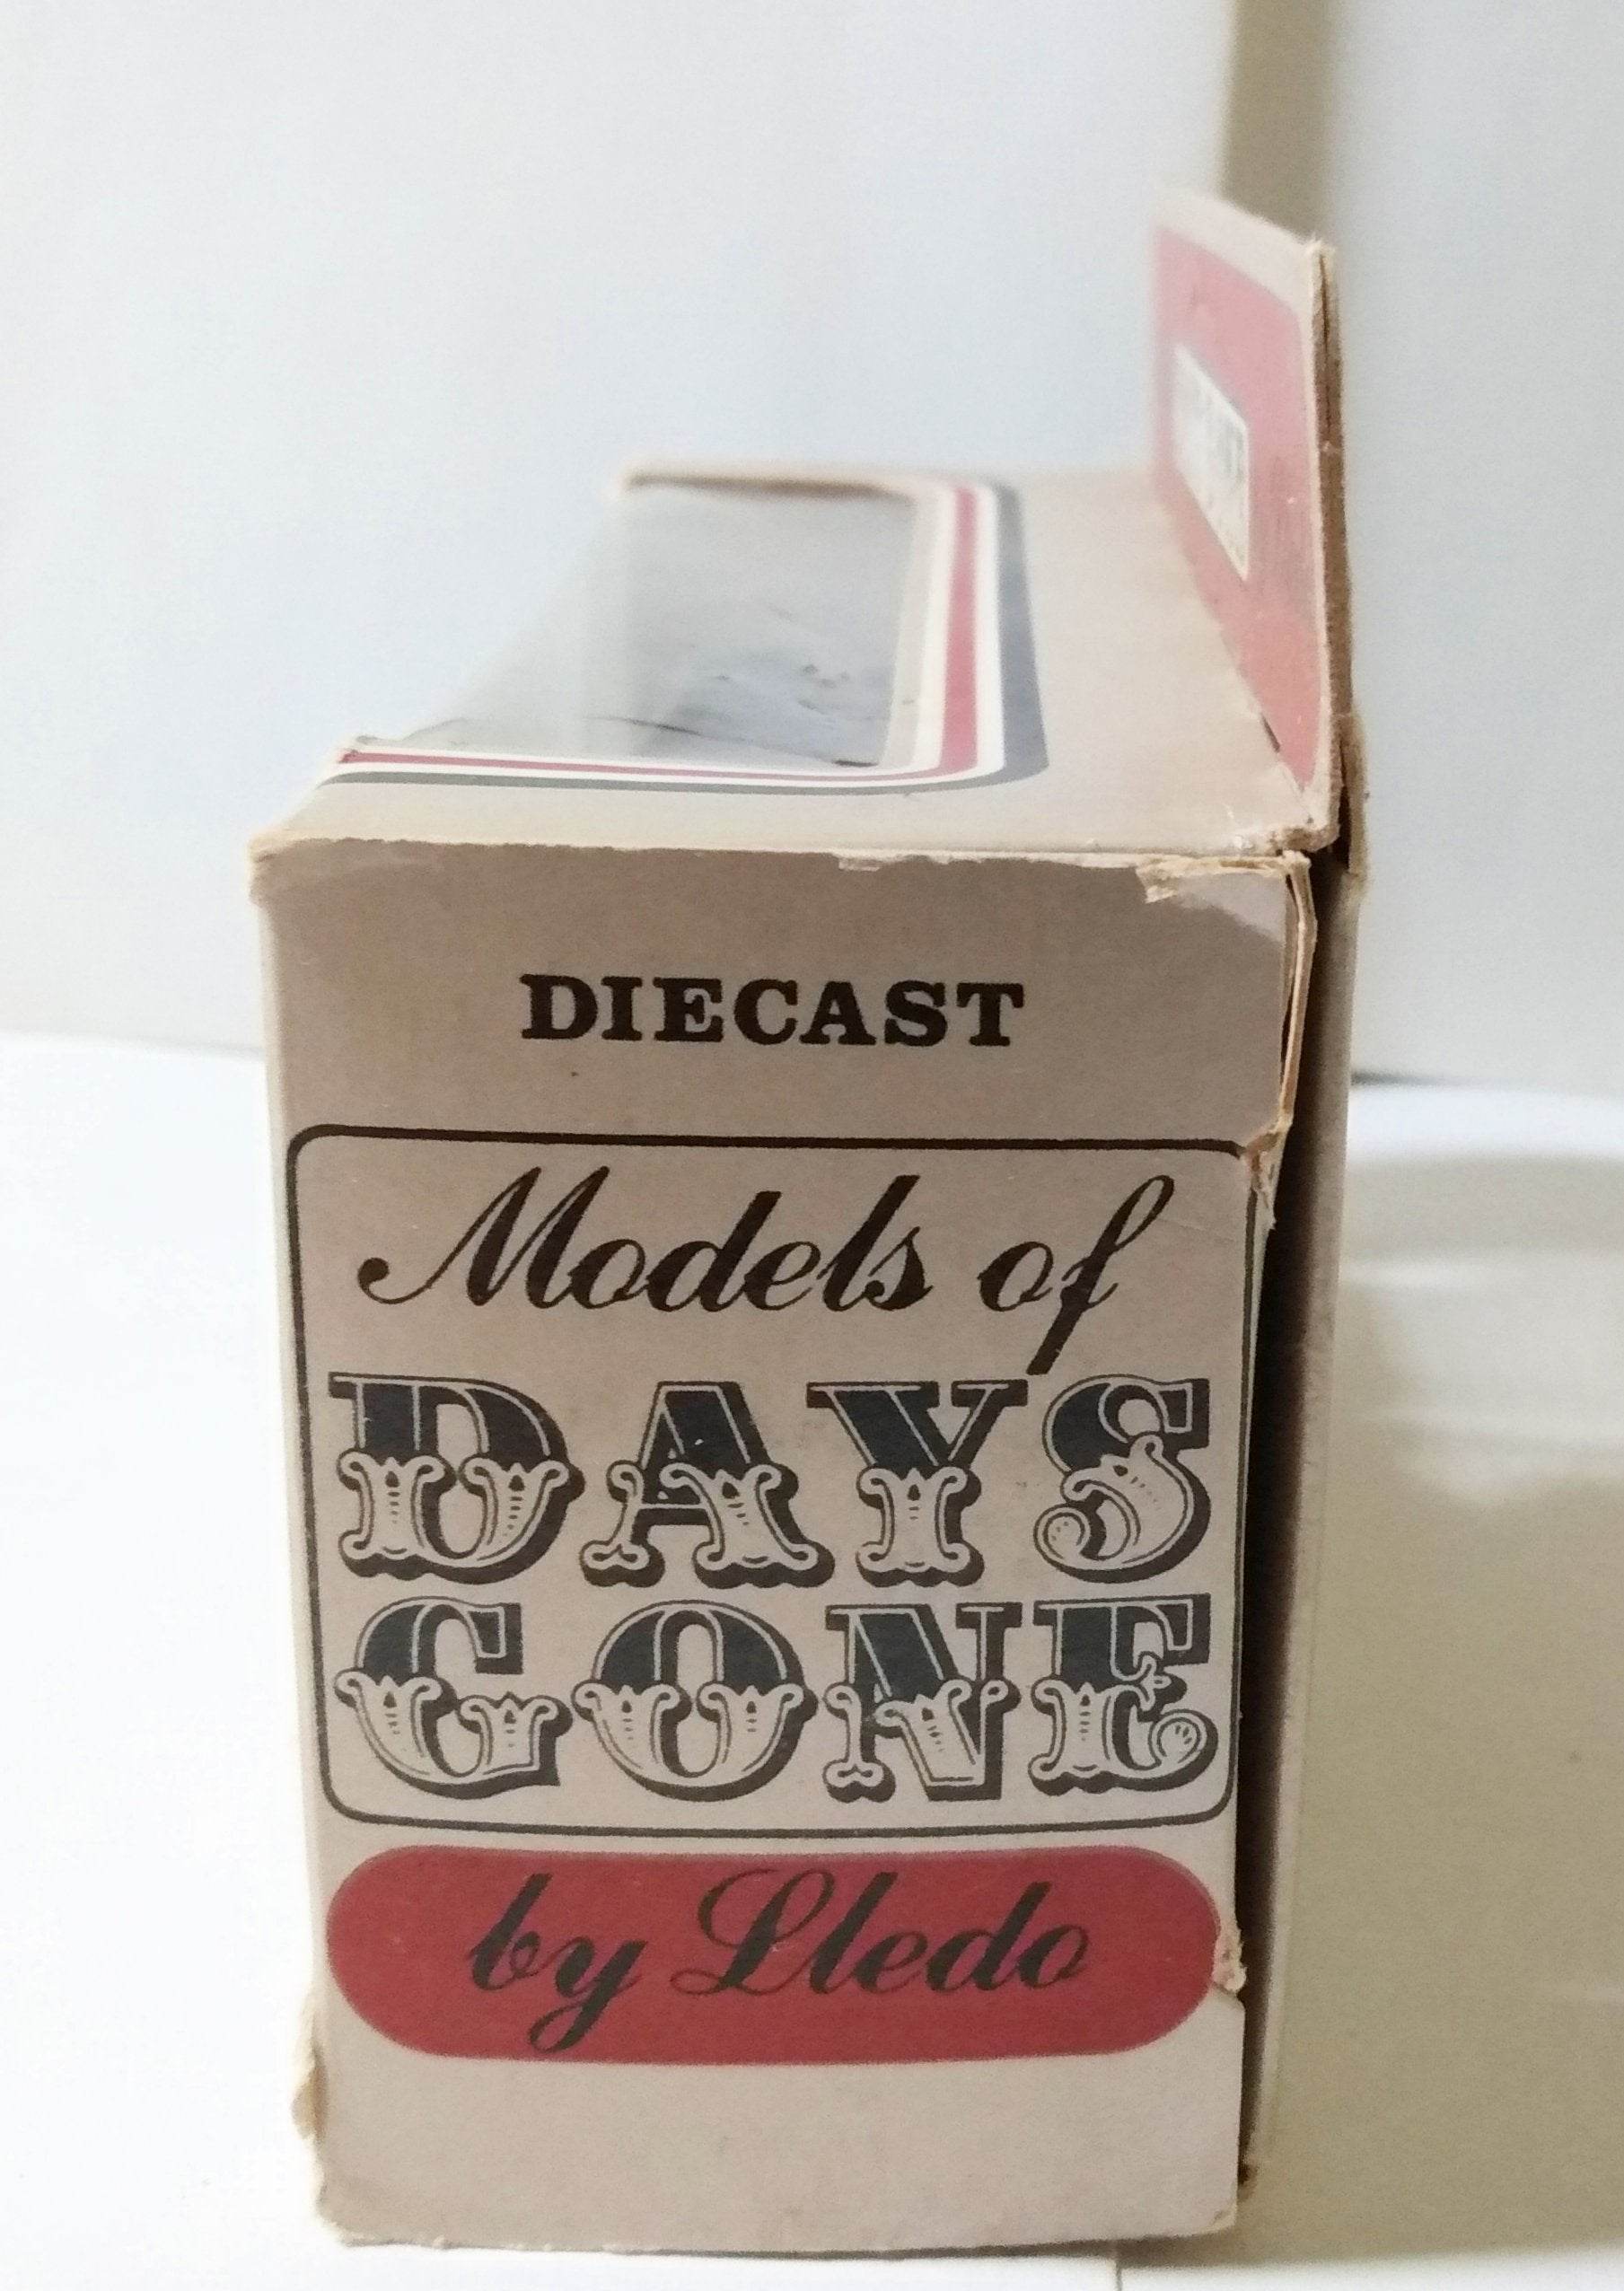 DIECAST
Models of
DAYS
GONE
by Lledo